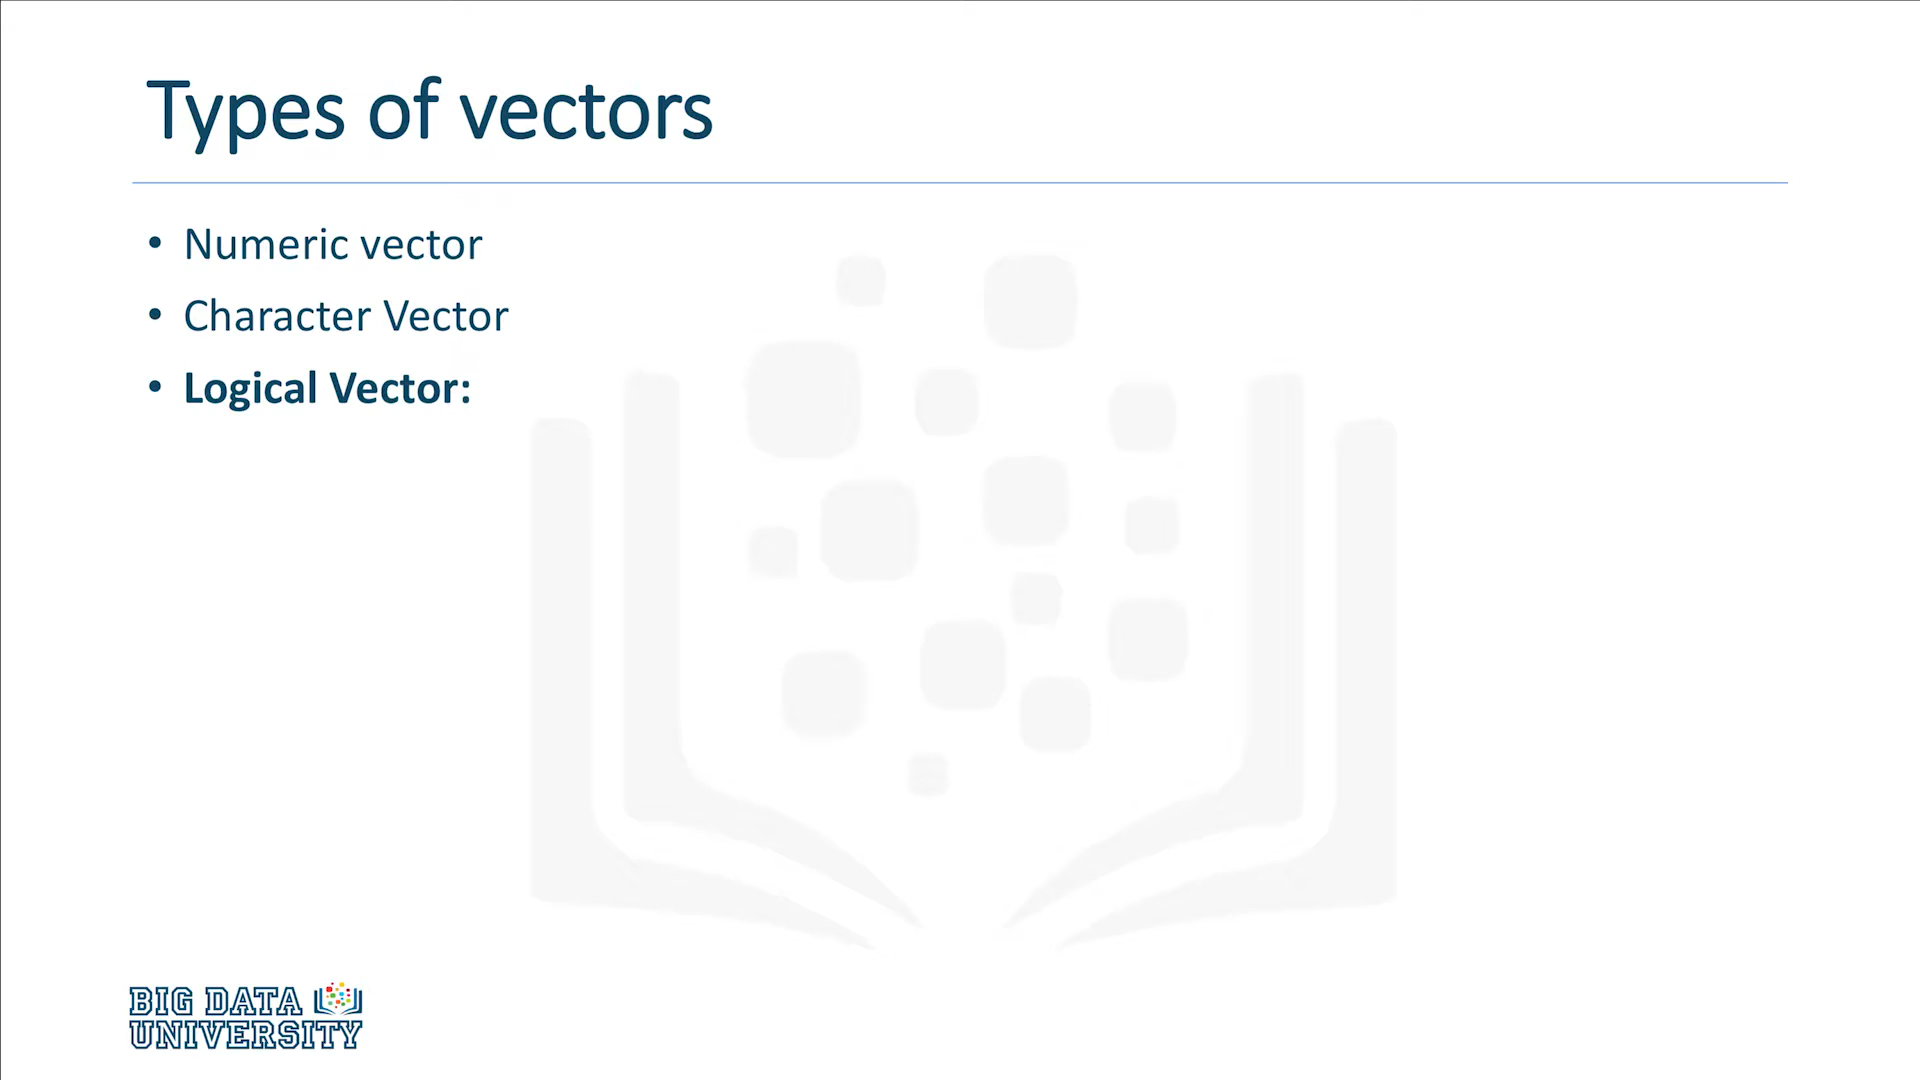 Types of vectors
• Numeric vector
• Character Vector
• Logical Vector:
BIG DATA
UNIVERSITY